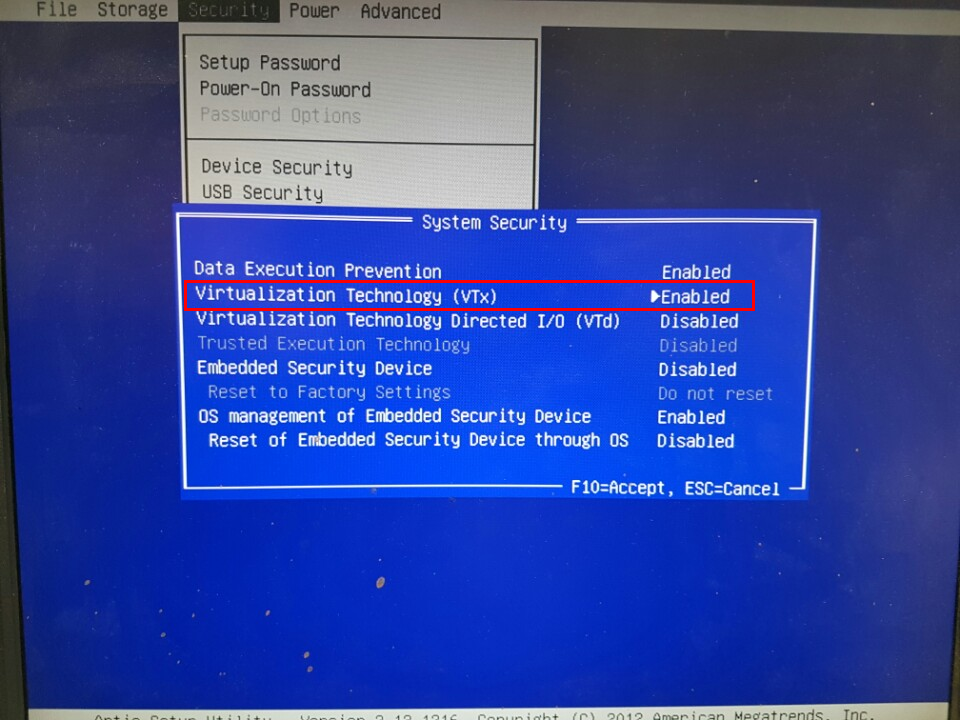 File Storage Security Power Advanced
Setup Password
Power-On Password
Password Options
Device Security
USB Security
System Security
Data Execution Prevention Enabled
Virtualization Technology (VTx) ▶Enabled
Virtualization Technology Directed I/O (VTd) Disabled
Trusted Execution Technology Disabled
Embedded Security Device Disabled
Reset to Factory Settings Do not reset
OS management of Embedded Security Device Enabled
Reset of Embedded Security Device through OS Disabled
F10=Accept, ESC=Cancel
Aptio Setup Utility - Version 2.12.1216. Copyright (C) 2012 American Megatrends, Inc.